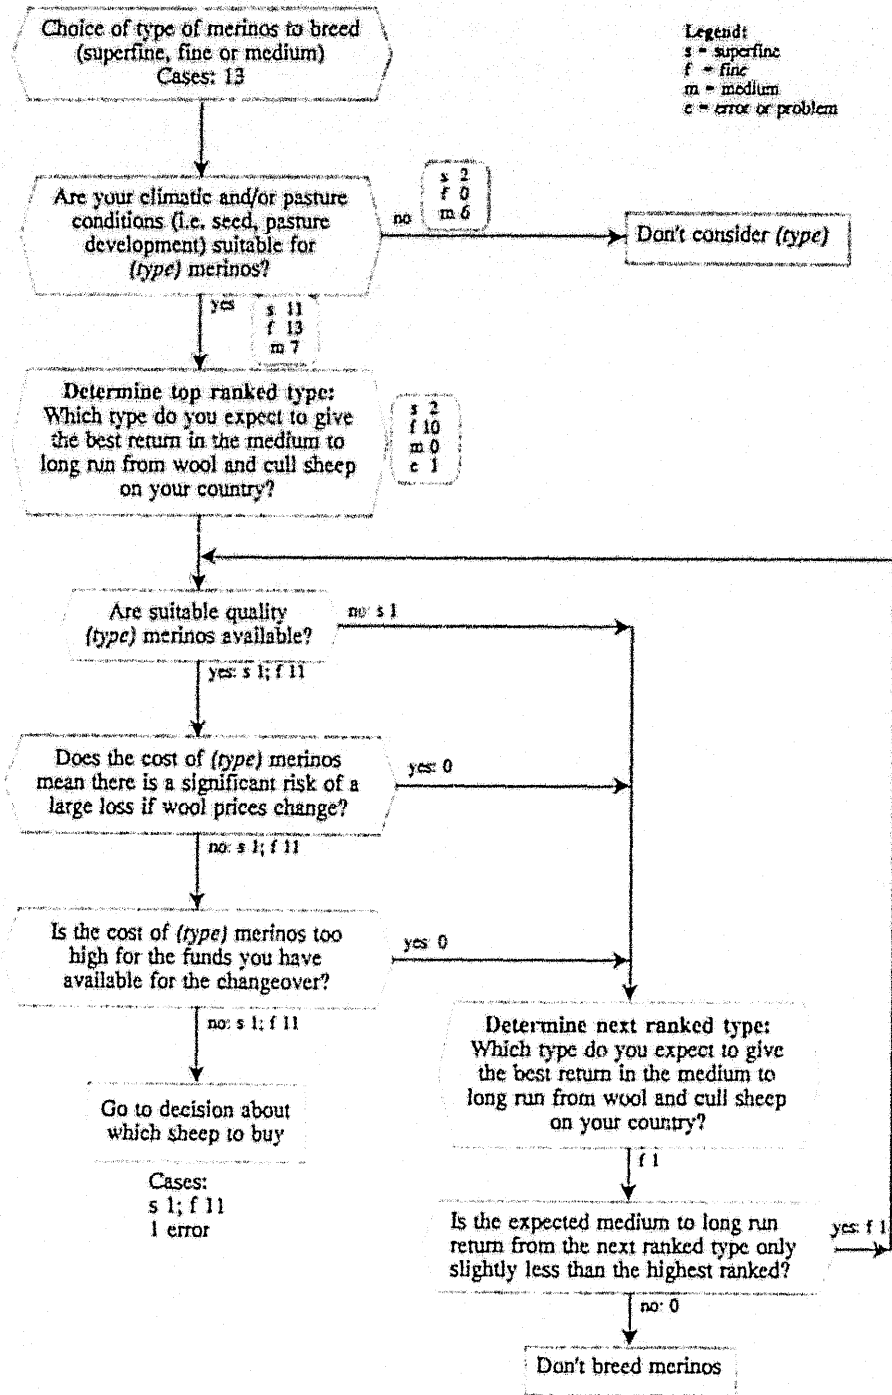 Choice of type of merinos to breed
(superfine, fine or medium)
Cases: 13
Legend:
s = superfine
f = fine
m = medium
e = error or problem
Are your climatic and/or pasture
conditions (i.e. seed, pasture
development) suitable for
(type) merinos?
no
s 2
f 0
m 6
Don't consider (type)
yes
s 11
f 13
m 7
Determine top ranked type:
Which type do you expect to give
the best return in the medium to
long run from wool and cull sheep
on your country?
s 2
f 10
m 0
e 1
Are suitable quality
(type) merinos available?
no: s 1
yes: s 1; f 11
Does the cost of (type) merinos
mean there is a significant risk of a
large loss if wool prices change?
yes: 0
no: s 1; f 11
Is the cost of (type) merinos too
high for the funds you have
available for the changeover?
yes: 0
no: s 1; f 11
Go to decision about
which sheep to buy
Cases:
s 1; f 11
1 error
Determine next ranked type:
Which type do you expect to give
the best return in the medium to
long run from wool and cull sheep
on your country?
f 1
Is the expected medium to long run
return from the next ranked type only
slightly less than the highest ranked?
yes: f 1
no: 0
Don't breed merinos